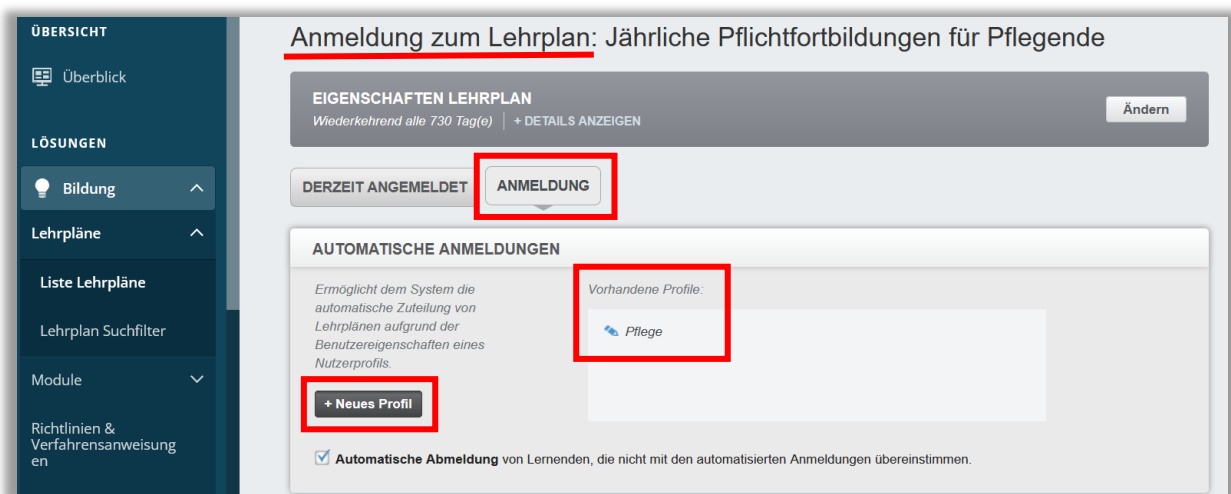 ÜBERSICHT
Überblick
LÖSUNGEN
Bildung
Lehrpläne
Liste Lehrpläne
Lehrplan Suchfilter
Module
Richtlinien &
Verfahrensanweisung
en
Anmeldung zum Lehrplan: Jährliche Pflichtfortbildungen für Pflegende
EIGENSCHAFTEN LEHRPLAN
Wiederkehrend alle 730 Tag(e) | + DETAILS ANZEIGEN
Ändern
DERZEIT ANGEMELDET
ANMELDUNG
AUTOMATISCHE ANMELDUNGEN
Ermöglicht dem System die
automatische Zuteilung von
Lehrplänen aufgrund der
Benutzereigenschaften eines
Nutzerprofils.
+ Neues Profil
Vorhandene Profile:
Pflege
Automatische Abmeldung von Lernenden, die nicht mit den automatisierten Anmeldungen übereinstimmen.